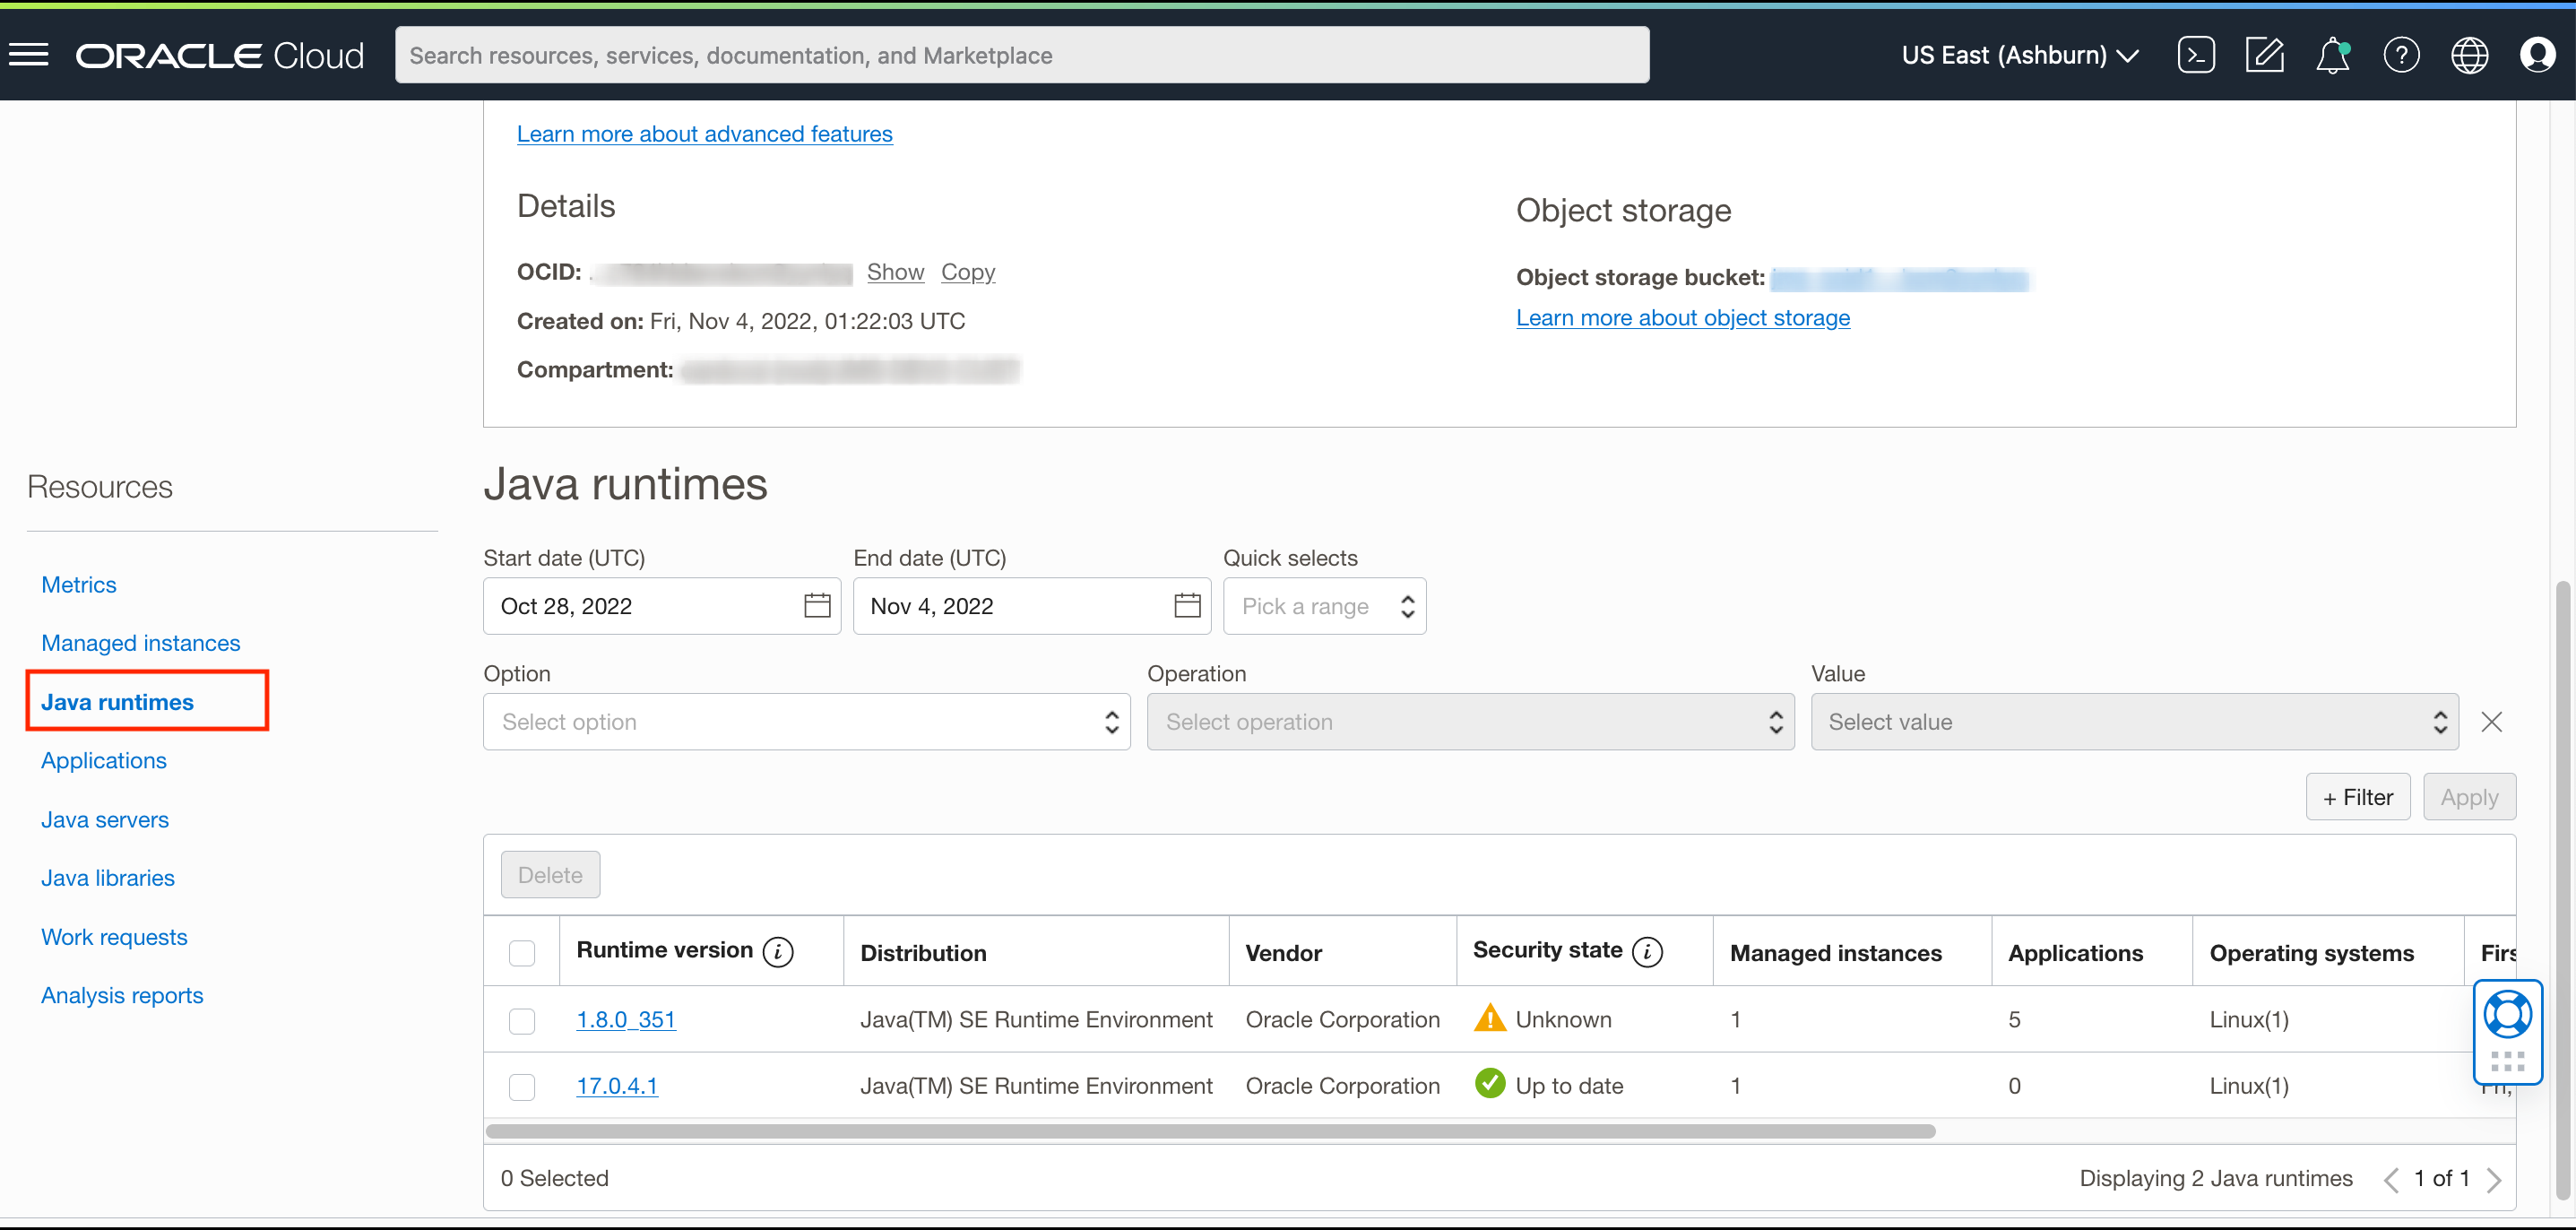 ORACLE Cloud
Search resources, services, documentation, and Marketplace
US East (Ashburn)
Learn more about advanced features
Details
OCID: Show Copy
Created on: Fri, Nov 4, 2022, 01:22:03 UTC
Compartment:
Object storage
Object storage bucket:
Learn more about object storage
Resources
Metrics
Managed instances
Java runtimes
Applications
Java servers
Java libraries
Work requests
Analysis reports
Java runtimes
Start date (UTC) End date (UTC) Quick selects
Oct 28, 2022 Nov 4, 2022 Pick a range
Option Operation Value
Select option Select operation Select value
+ Filter Apply
Delete
Runtime version Distribution Vendor Security state Managed instances Applications Operating systems Firs
1.8.0_351 Java(TM) SE Runtime Environment Oracle Corporation Unknown 1 5 Linux(1)
17.0.4.1 Java(TM) SE Runtime Environment Oracle Corporation Up to date 1 0 Linux(1) Fri,
0 Selected Displaying 2 Java runtimes 1 of 1